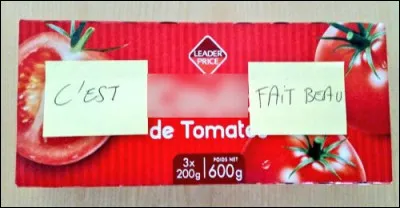 LEADER
PRICE
C'EST
FAIT BEAU
de Tomates
3x
200g
POIDS NET
600g